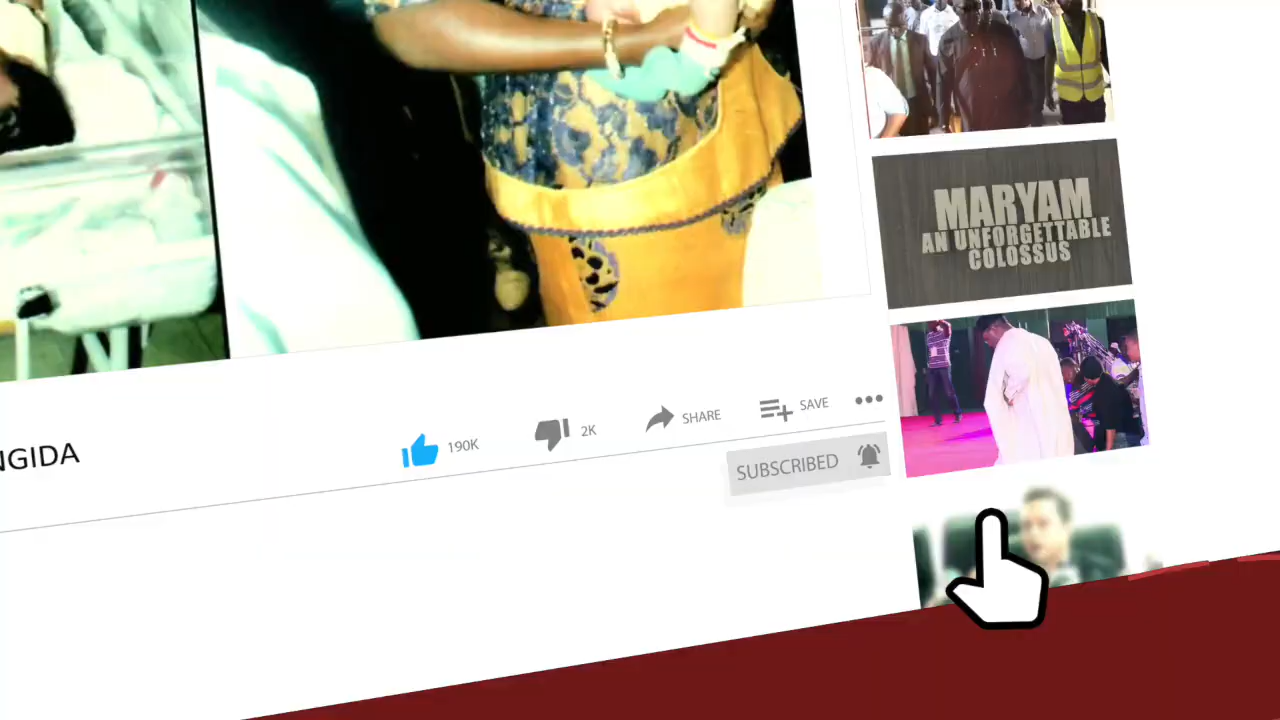 MARYAM
AN UNFORGETTABLE
COLOSSUS
NGIDA
190K
2K
SHARE
SAVE
SUBSCRIBED